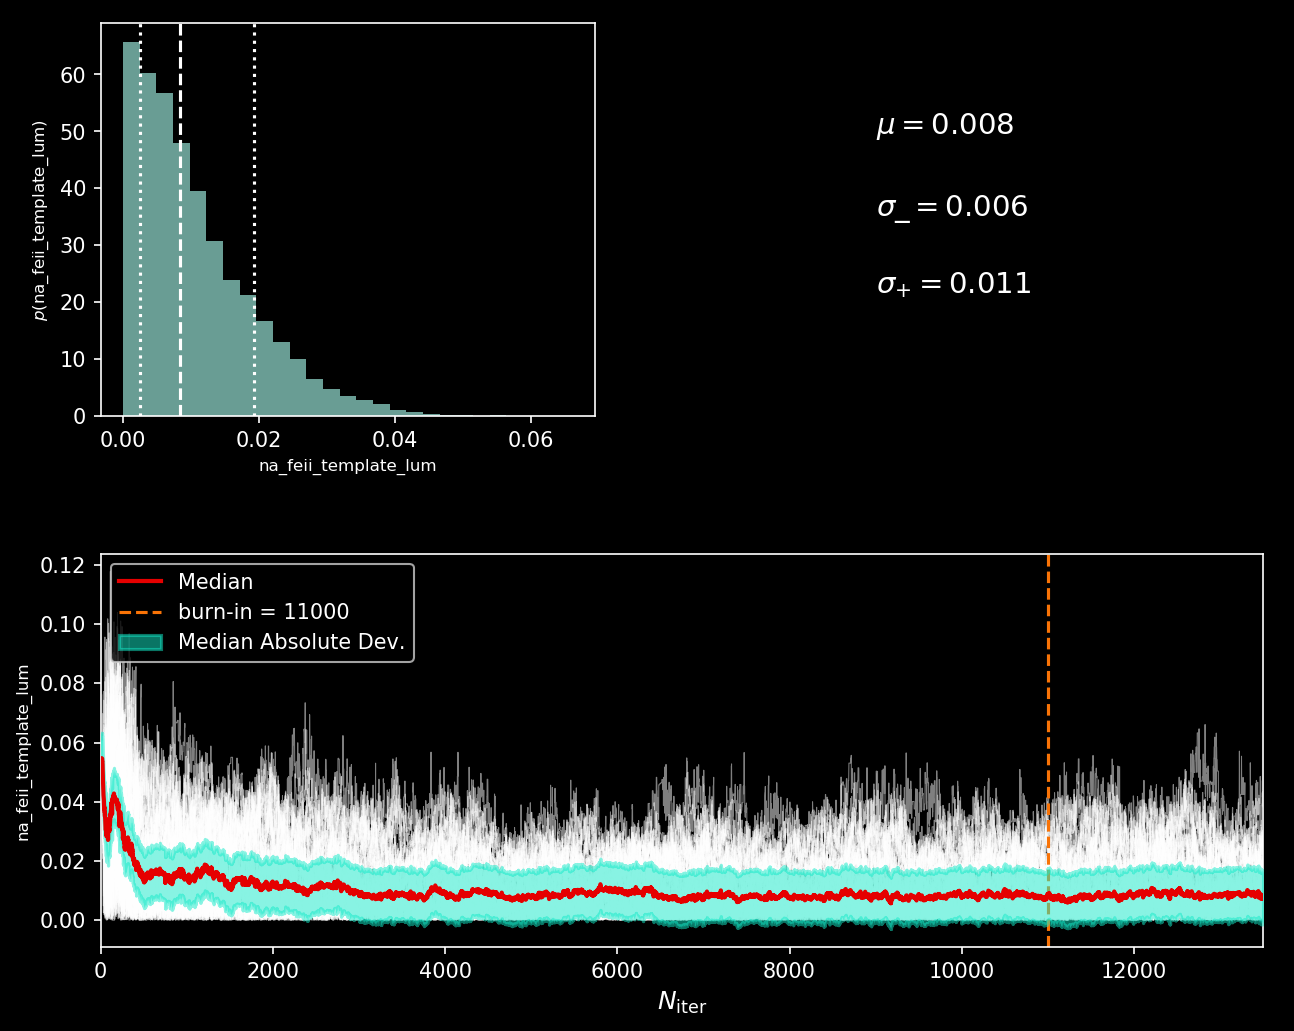 60
50
40
30
20
10
0
p(na_feii_template_lum)
0.00 0.02 0.04 0.06
na_feii_template_lum
μ = 0.008
σ_ = 0.006
σ+ = 0.011
0.12
0.10
0.08
0.06
0.04
0.02
0.00
na_feii_template_lum
Median
burn-in = 11000
Median Absolute Dev.
0 2000 4000 6000 8000 10000 12000
Niter